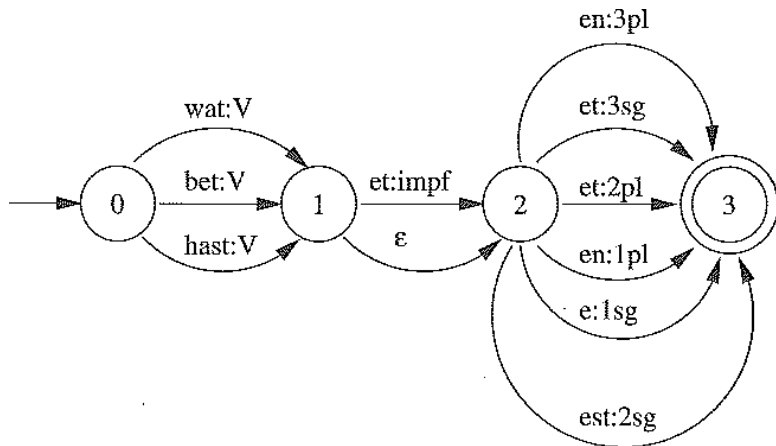 en:3pl
wat:V
et:3sg
0
bet:V
1
et:impf
2
et:2pl
3
hast:V
ε
en:1pl
e:1sg
est:2sg